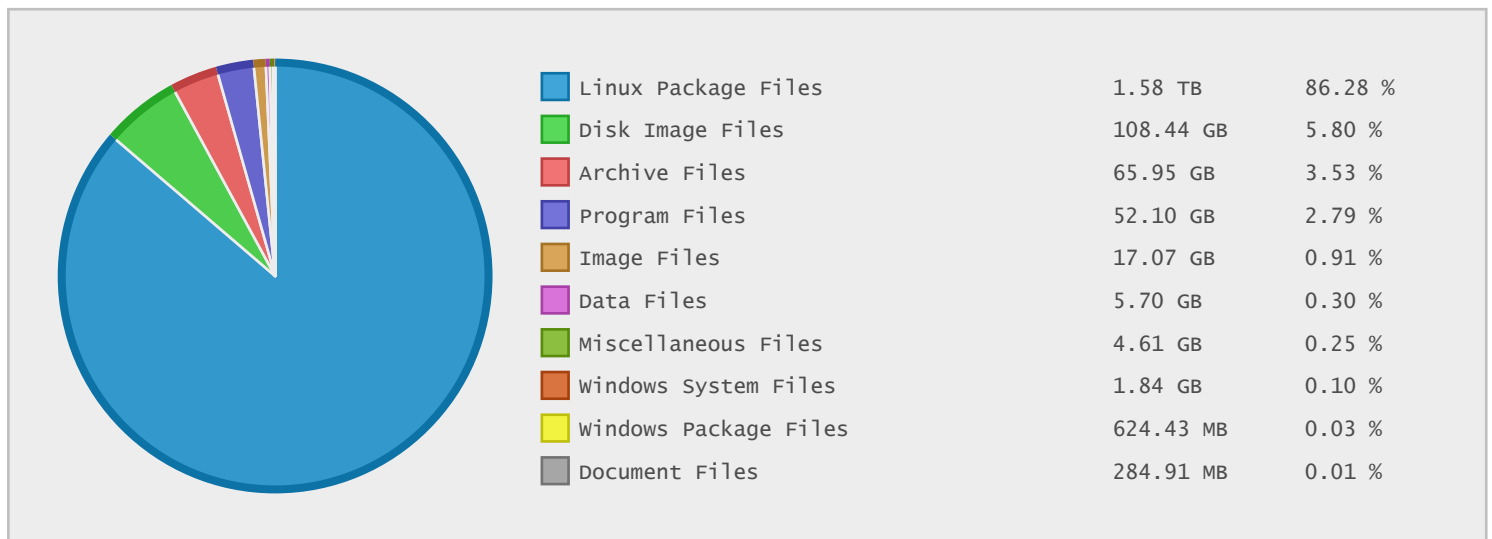 Linux Package Files 1.58 TB 86.28 %
Disk Image Files 108.44 GB 5.80 %
Archive Files 65.95 GB 3.53 %
Program Files 52.10 GB 2.79 %
Image Files 17.07 GB 0.91 %
Data Files 5.70 GB 0.30 %
Miscellaneous Files 4.61 GB 0.25 %
Windows System Files 1.84 GB 0.10 %
Windows Package Files 624.43 MB 0.03 %
Document Files 284.91 MB 0.01 %